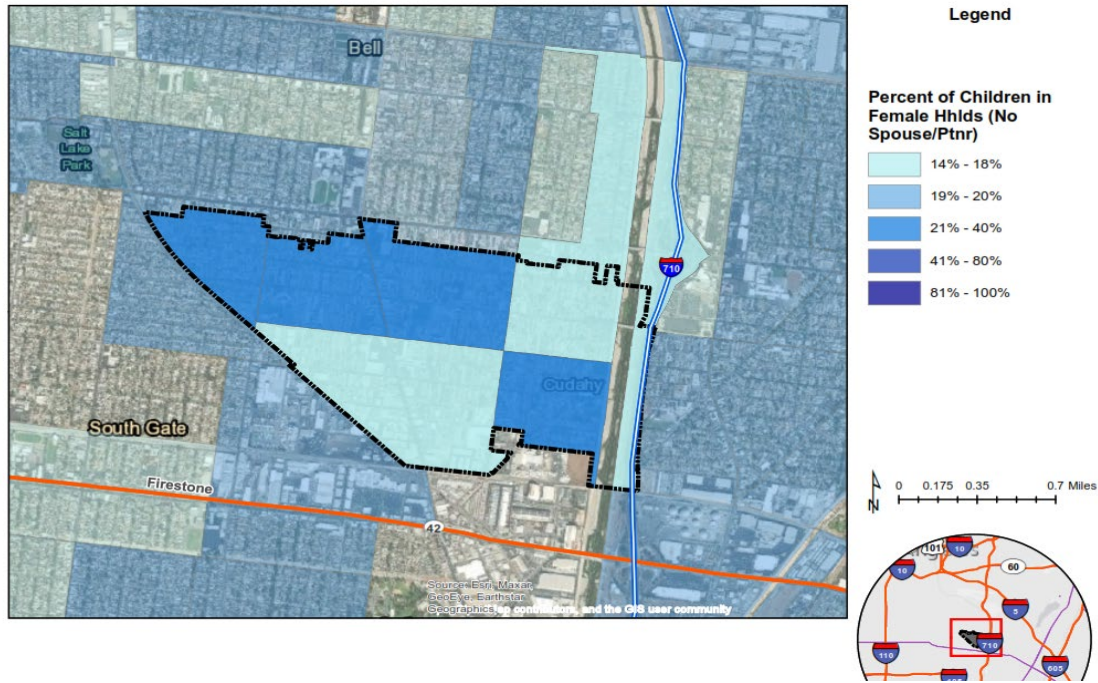 Legend
Percent of Children in
Female Hhlds (No
Spouse/Ptnr)
14% - 18%
19% - 20%
21% - 40%
41% - 80%
81% - 100%
Bell
Salt
Lake
Park
710
Cudahy
South Gate
Firestone
42
Source: Esri, Maxar,
GeoEye, Earthstar
Geographics,
and the GIS user community
N
0 0.175 0.35 0.7 Miles
101
10
10
60
5
710
110
605